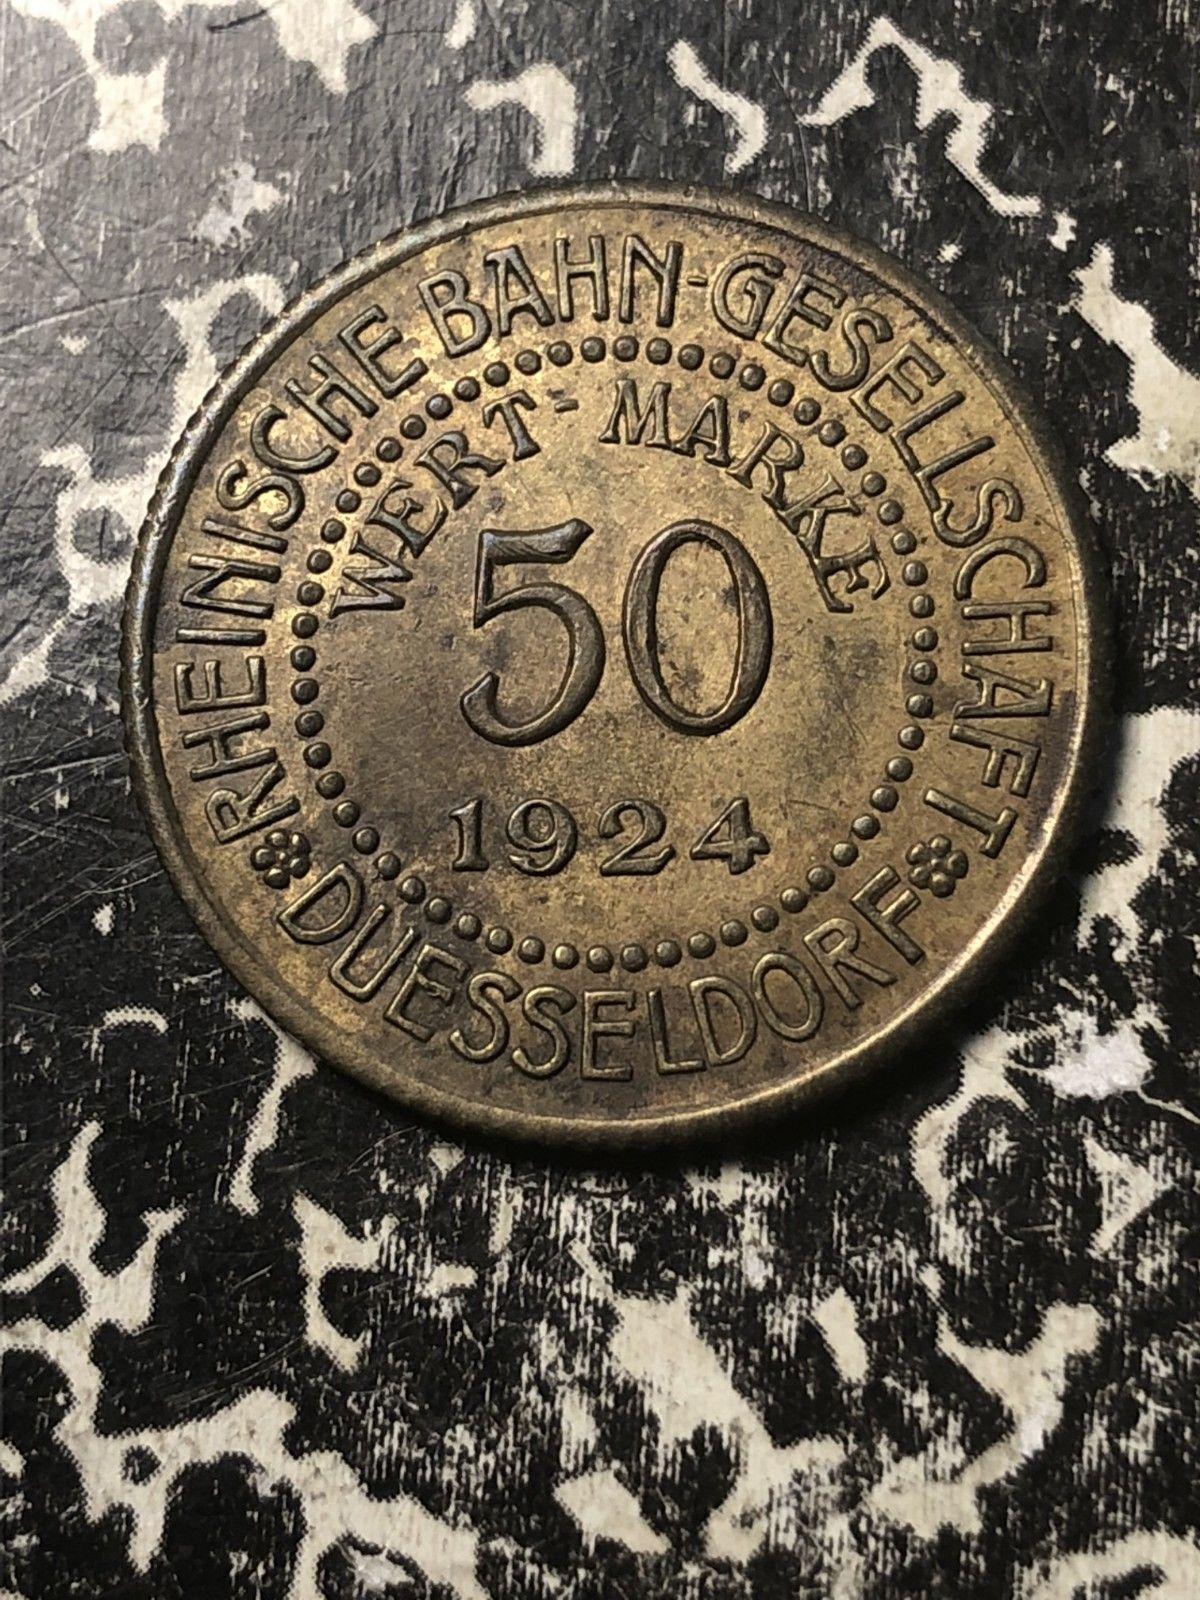 RHEINISCHE BAHN-GESELLSCHAFT
WERT-MARKE
50
1924
DUESSELDORF